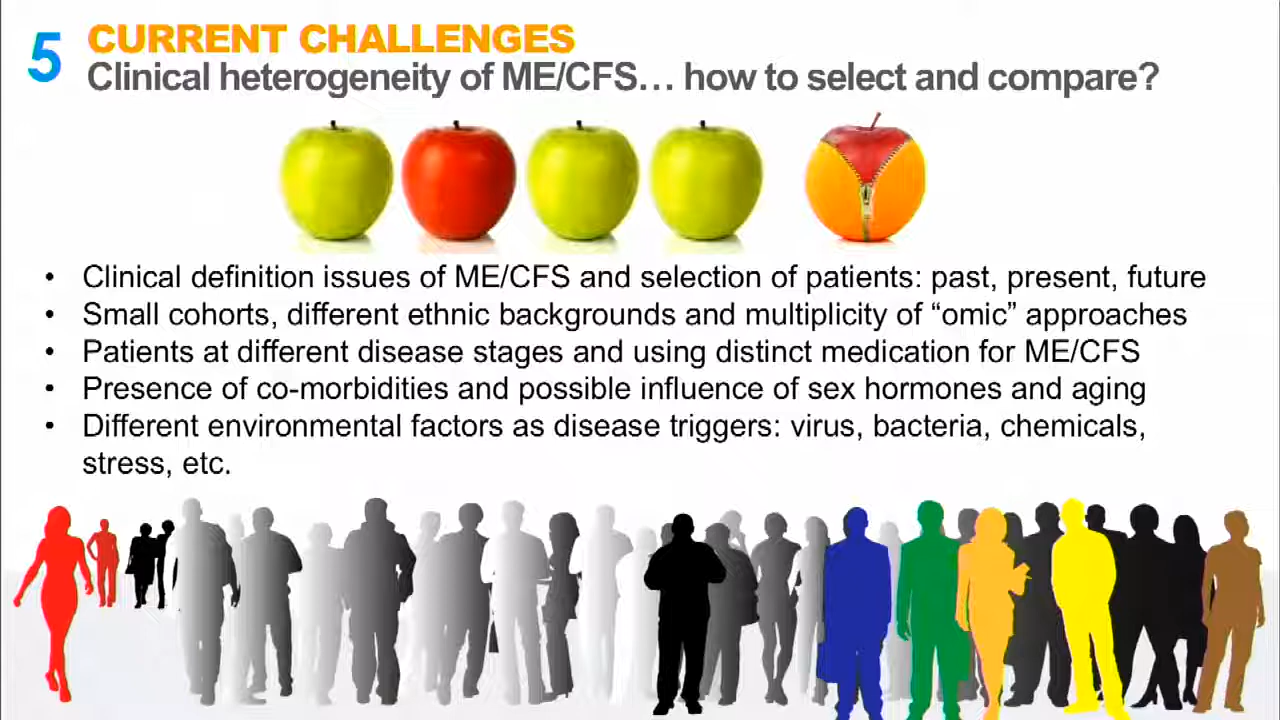 5
CURRENT CHALLENGES
Clinical heterogeneity of ME/CFS… how to select and compare?
• Clinical definition issues of ME/CFS and selection of patients: past, present, future
• Small cohorts, different ethnic backgrounds and multiplicity of “omic” approaches
• Patients at different disease stages and using distinct medication for ME/CFS
• Presence of co-morbidities and possible influence of sex hormones and aging
• Different environmental factors as disease triggers: virus, bacteria, chemicals,
stress, etc.